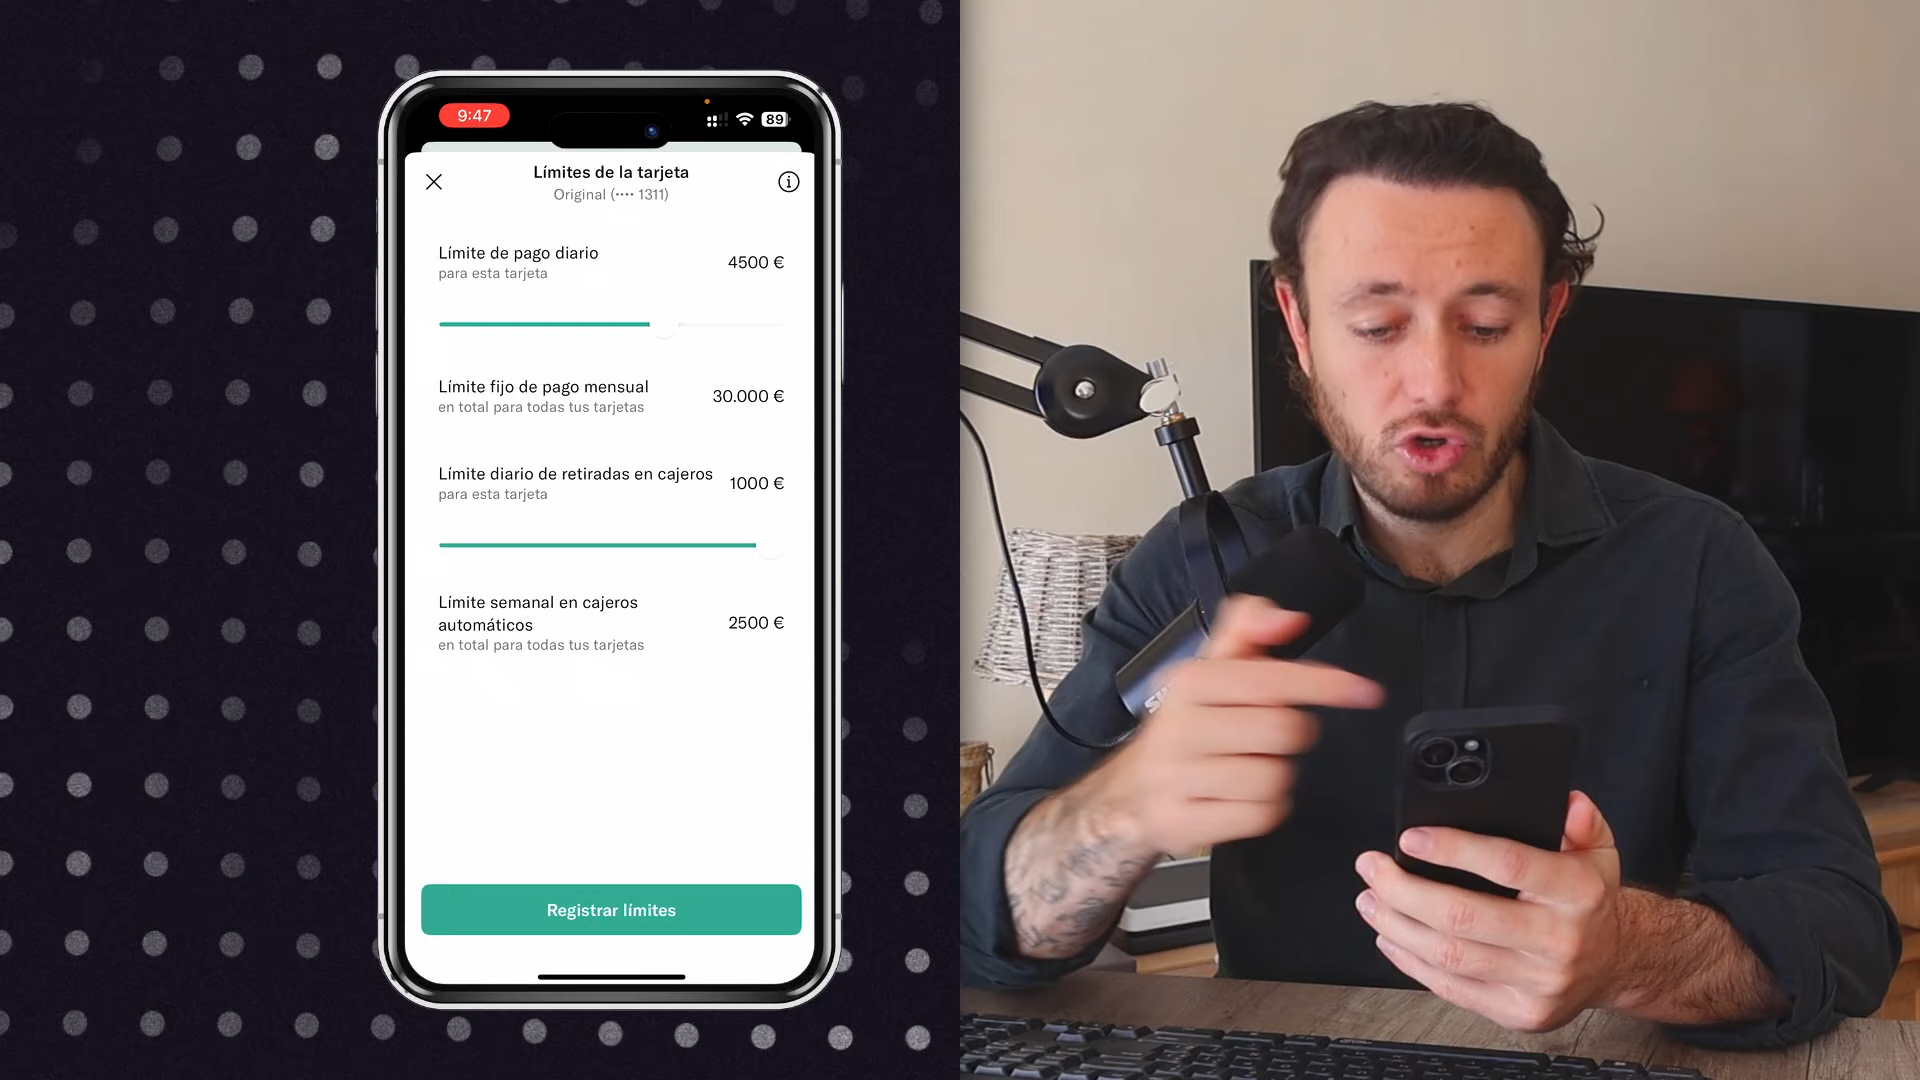 9:47
89
Límites de la tarjeta
Original (•••• 1311)
Límite de pago diario
4500 €
para esta tarjeta
Límite fijo de pago mensual
30.000 €
en total para todas tus tarjetas
Límite diario de retiradas en cajeros
1000 €
para esta tarjeta
Límite semanal en cajeros
automáticos
2500 €
en total para todas tus tarjetas
Registrar límites